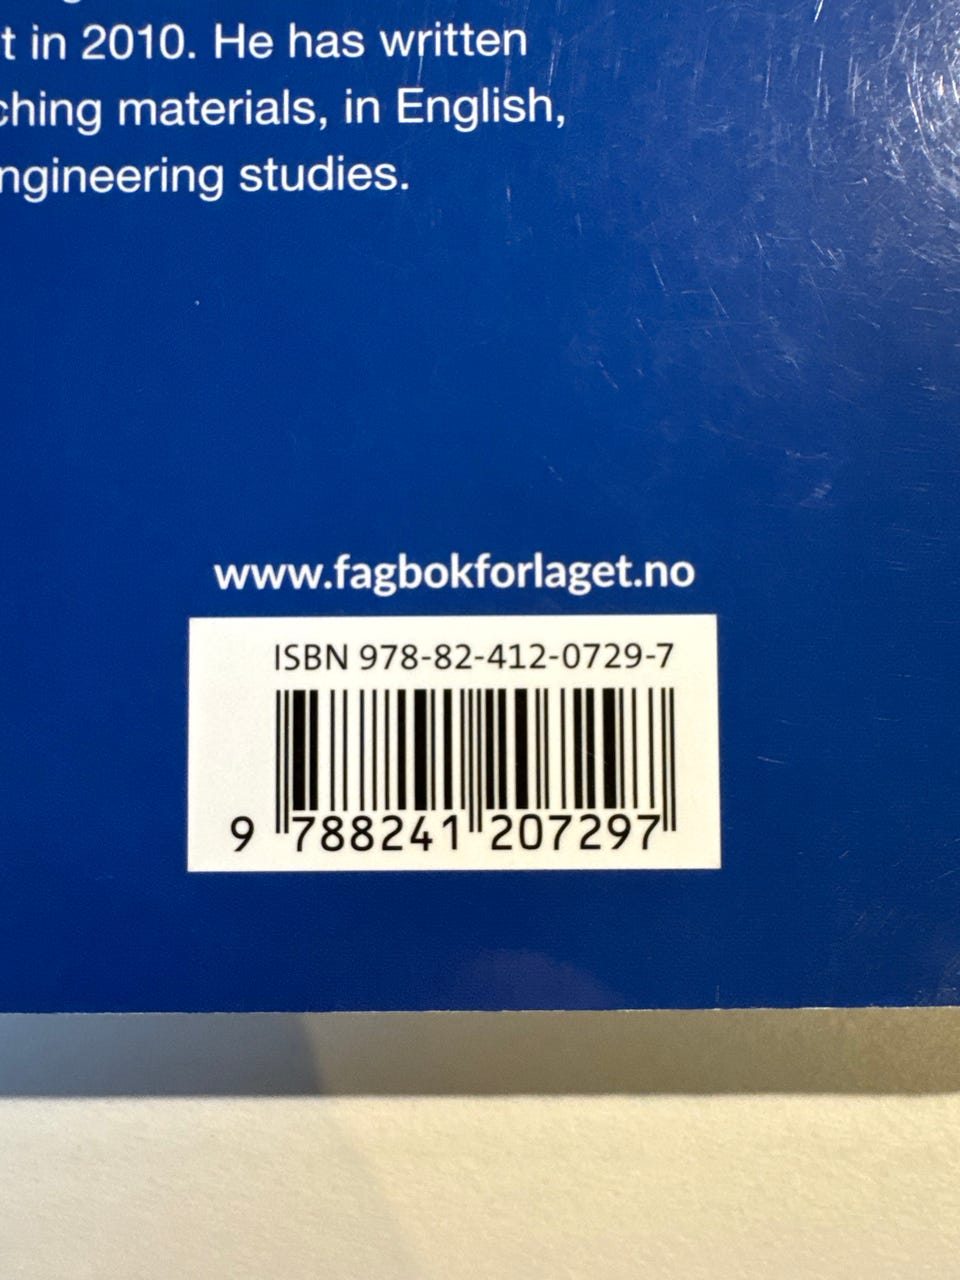 t in 2010. He has written
ching materials, in English,
ngineering studies.
www.fagbokforlaget.no
ISBN 978-82-412-0729-7
9 788241 207297